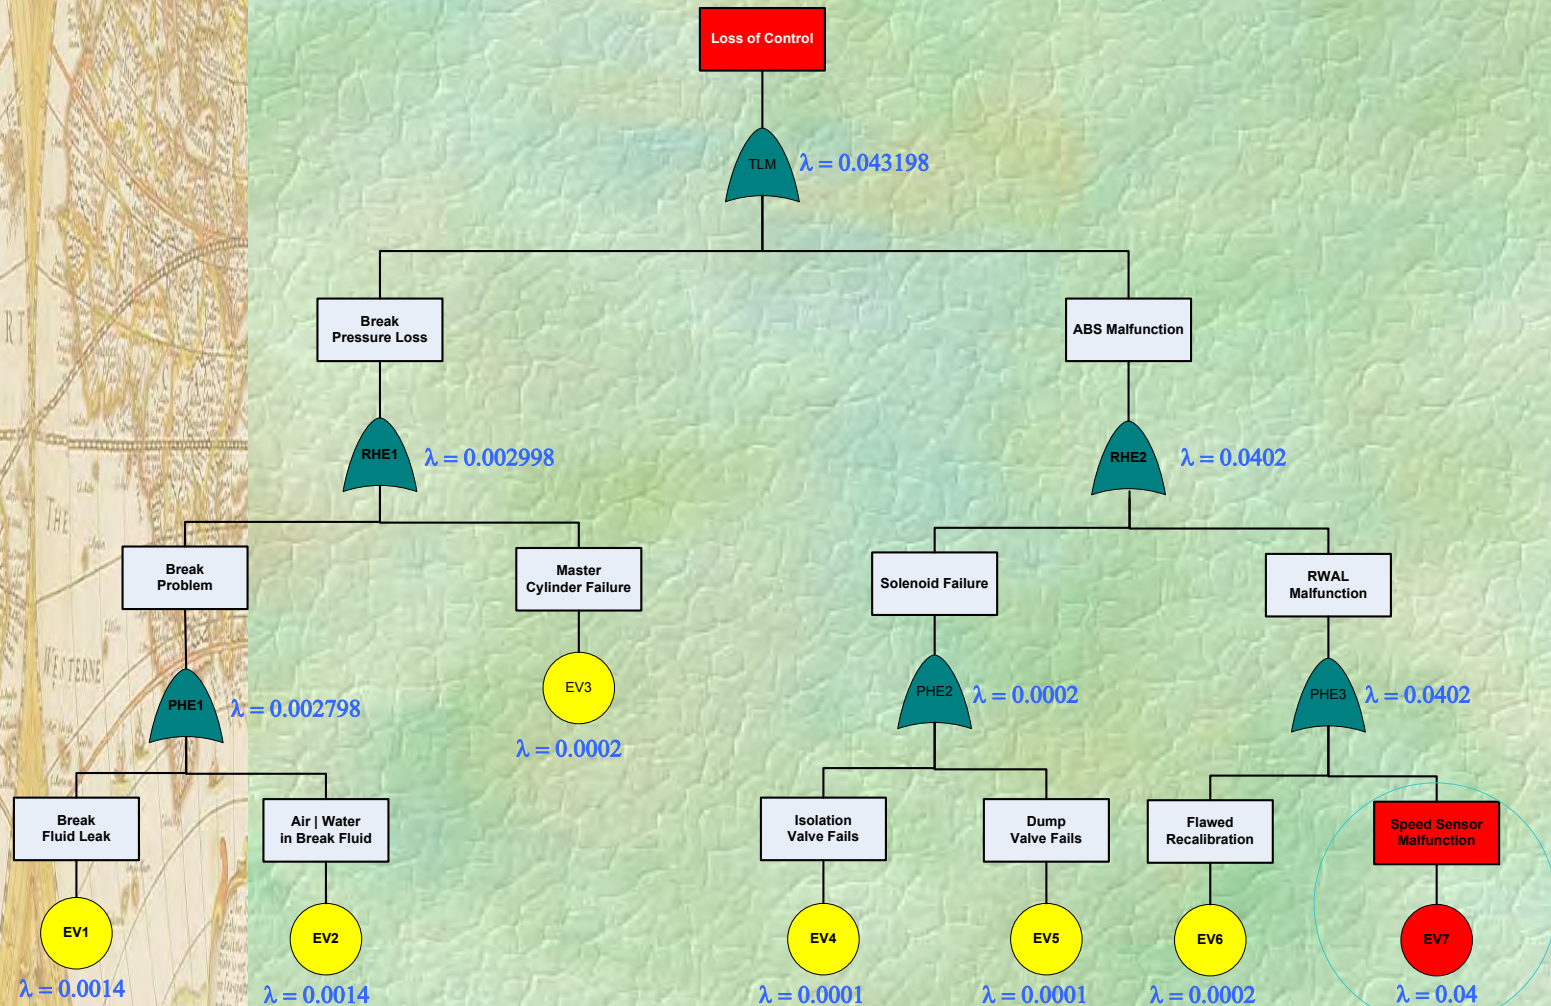 Loss of Control
TLM
λ = 0.043198
Break
Pressure Loss
ABS Malfunction
RHE1
λ = 0.002998
RHE2
λ = 0.0402
Break
Problem
Master
Cylinder Failure
Solenoid Failure
RWAL
Malfunction
PHE1
λ = 0.002798
EV3
λ = 0.0002
PHE2
λ = 0.0002
PHE3
λ = 0.0402
Break
Fluid Leak
Air | Water
in Break Fluid
Isolation
Valve Fails
Dump
Valve Fails
Flawed
Recalibration
Speed Sensor
Malfunction
EV1
EV2
EV4
EV5
EV6
EV7
λ = 0.0014
λ = 0.0014
λ = 0.0001
λ = 0.0001
λ = 0.0002
λ = 0.04
RT
THE
WESTERNE